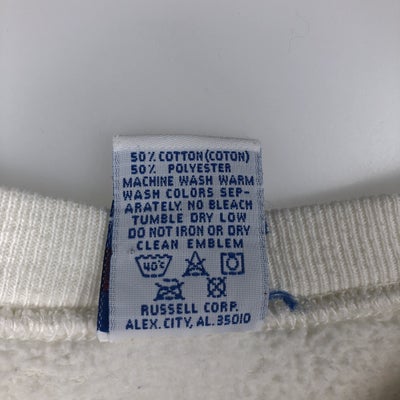 50% COTTON (COTON)
50% POLYESTER
MACHINE WASH WARM
WASH COLORS SEP-
ARATELY. NO BLEACH
TUMBLE DRY LOW
DO NOT IRON OR DRY
CLEAN EMBLEM
40°C
RUSSELL CORP.
ALEX. CITY, AL. 35010